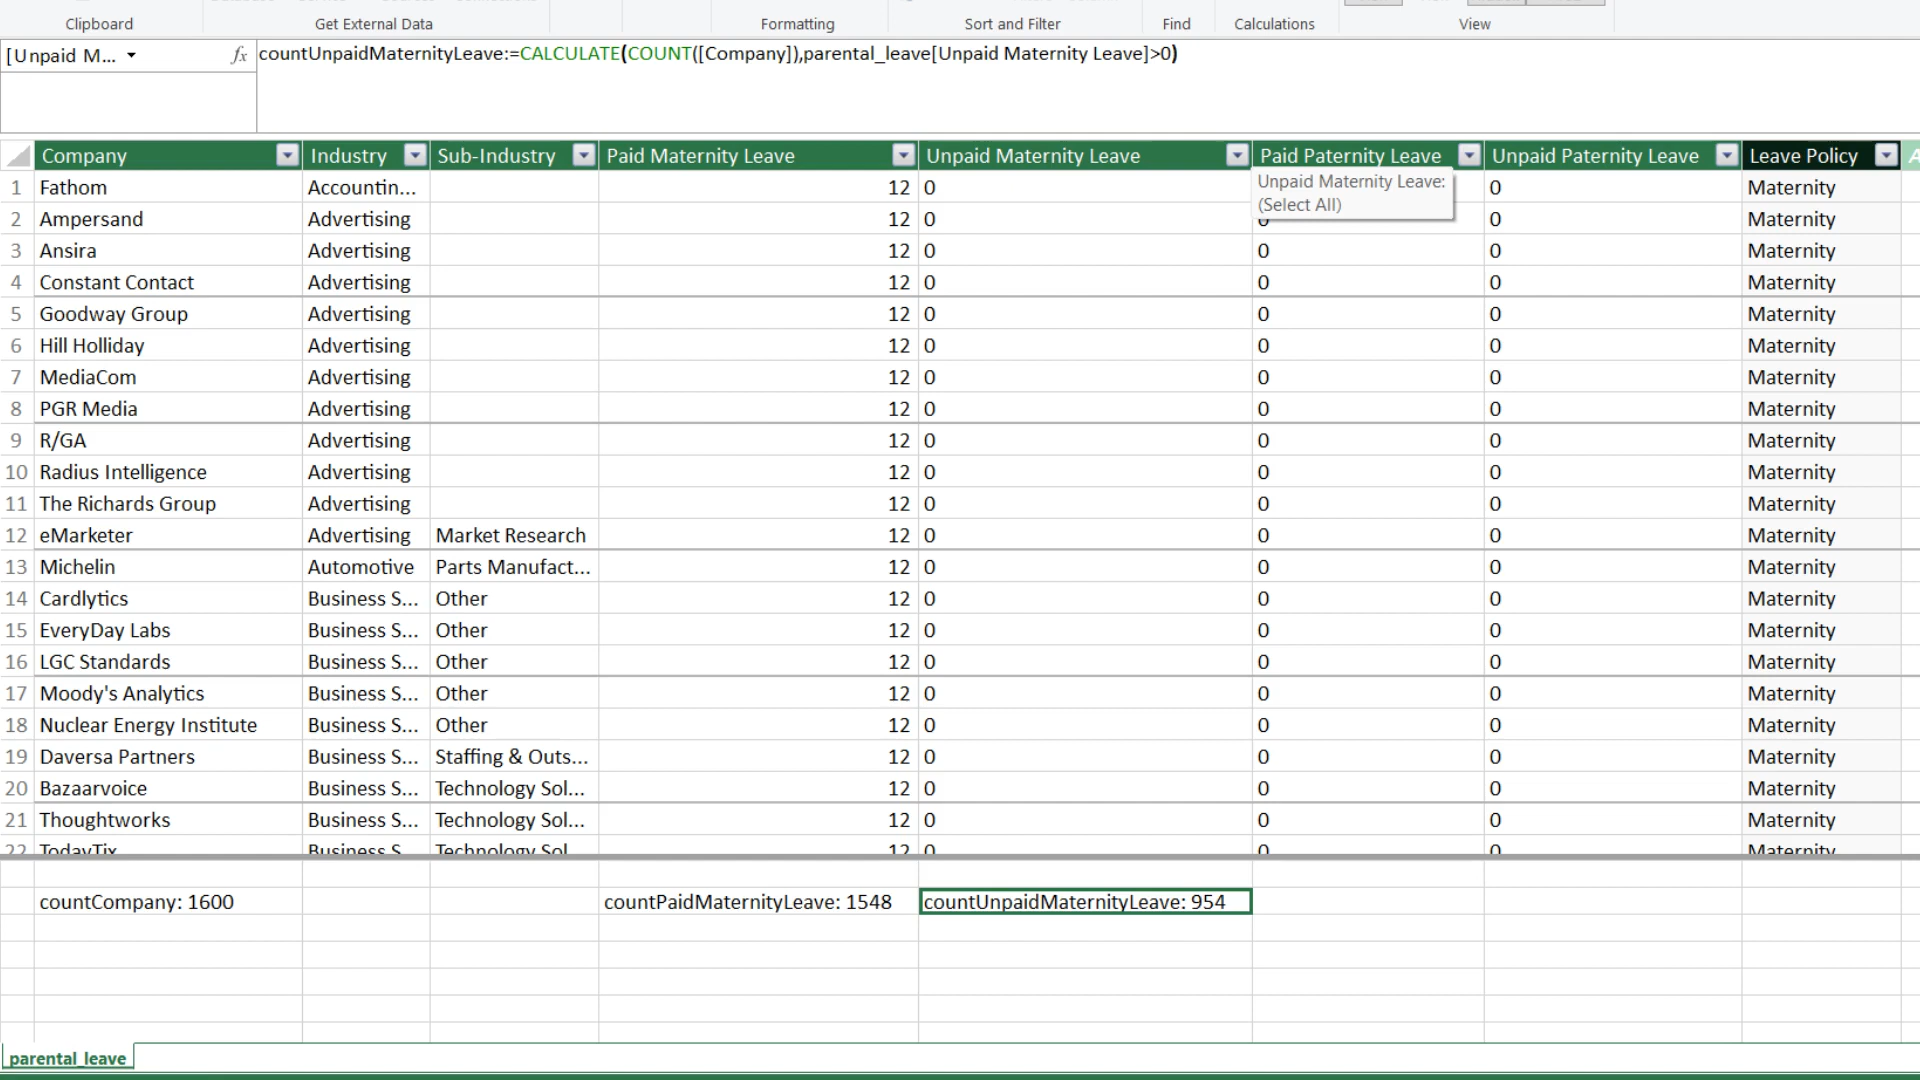 Clipboard Get External Data Formatting Sort and Filter Find Calculations View
[Unpaid M... fx countUnpaidMaternityLeave:=CALCULATE(COUNT([Company]),parental_leave[Unpaid Maternity Leave]>0)
Company Industry Sub-Industry Paid Maternity Leave Unpaid Maternity Leave Paid Paternity Leave Unpaid Paternity Leave Leave Policy
Unpaid Maternity Leave:
(Select All)
1 Fathom Accountin... 12 0 0 Maternity
2 Ampersand Advertising 12 0 0 0 Maternity
3 Ansira Advertising 12 0 0 0 Maternity
4 Constant Contact Advertising 12 0 0 0 Maternity
5 Goodway Group Advertising 12 0 0 0 Maternity
6 Hill Holliday Advertising 12 0 0 0 Maternity
7 MediaCom Advertising 12 0 0 0 Maternity
8 PGR Media Advertising 12 0 0 0 Maternity
9 R/GA Advertising 12 0 0 0 Maternity
10 Radius Intelligence Advertising 12 0 0 0 Maternity
11 The Richards Group Advertising 12 0 0 0 Maternity
12 eMarketer Advertising Market Research 12 0 0 0 Maternity
13 Michelin Automotive Parts Manufact... 12 0 0 0 Maternity
14 Cardlytics Business S... Other 12 0 0 0 Maternity
15 EveryDay Labs Business S... Other 12 0 0 0 Maternity
16 LGC Standards Business S... Other 12 0 0 0 Maternity
17 Moody's Analytics Business S... Other 12 0 0 0 Maternity
18 Nuclear Energy Institute Business S... Other 12 0 0 0 Maternity
19 Daversa Partners Business S... Staffing & Outs... 12 0 0 0 Maternity
20 Bazaarvoice Business S... Technology Sol... 12 0 0 0 Maternity
21 Thoughtworks Business S... Technology Sol... 12 0 0 0 Maternity
22 TodayTix Business S... Technology Sol... 12 0 0 0 Maternity
countCompany: 1600 countPaidMaternityLeave: 1548 countUnpaidMaternityLeave: 954
parental_leave